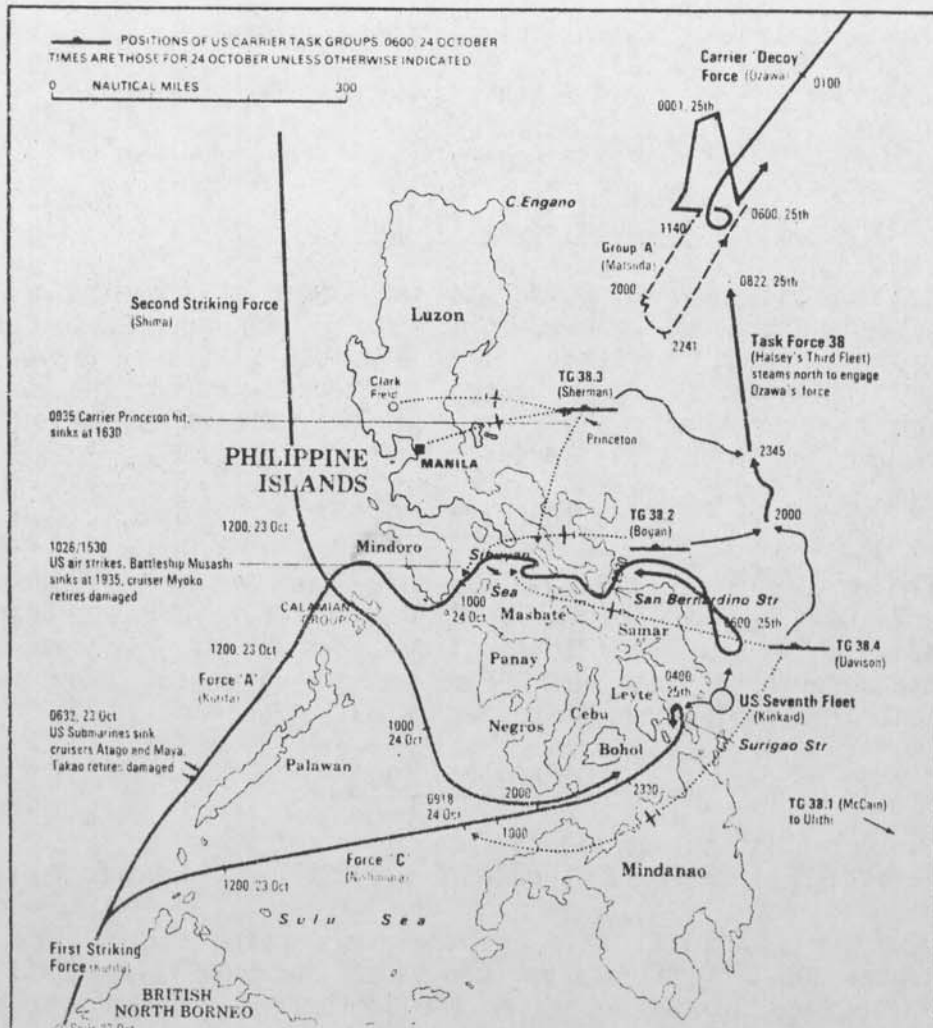 POSITIONS OF US CARRIER TASK GROUPS 0600, 24 OCTOBER
TIMES ARE THOSE FOR 24 OCTOBER UNLESS OTHERWISE INDICATED
0 NAUTICAL MILES 300
Carrier 'Decoy'
Force (Ozawa)
0100
0001, 25th
C. Engano
1140
0600, 25th
Group 'A'
(Matsuda)
2000
0822, 25th
2241
Second Striking Force
(Shima)
Luzon
Task Force 38
(Halsey's Third Fleet)
steams north to engage
Ozawa's force
Clark
Field
TG 38.3
(Sherman)
0935 Carrier Princeton hit,
sinks at 1630
Princeton
MANILA
2345
PHILIPPINE
ISLANDS
2000
1200, 23 Oct
TG 38.2
(Bogan)
1026/1530
US air strikes. Battleship Musashi
sinks at 1935, cruiser Myoko
retires damaged
Mindoro
Sibuyan
Sea
1000
24 Oct
San Bernardino Str
CALAMIAN
GROUP
Masbate
0600, 25th
Samar
1200, 23 Oct
TG 38.4
(Davison)
Panay
Force 'A'
(Kurita)
0400,
25th
Leyte
US Seventh Fleet
(Kinkaid)
0632, 23 Oct
US Submarines sink
cruisers Atago and Maya.
Takao retires damaged
Cebu
Negros
1000
24 Oct
Bohol
Surigao Str
Palawan
2000
2330
0918
24 Oct
1000
TG 38.1 (McCain)
to Ulithi
Force 'C'
(Nishimura)
Mindanao
1200, 23 Oct
Sulu Sea
First Striking
Force (Kurita)
BRITISH
NORTH BORNEO